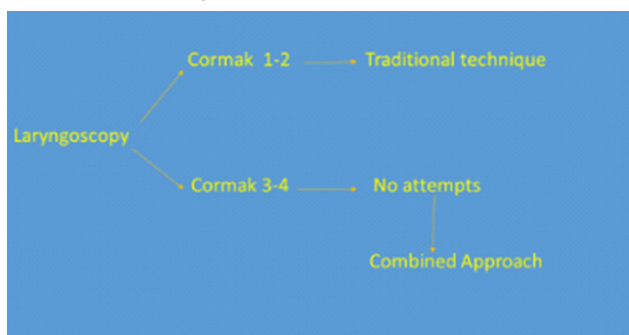 Cormak 1-2
Traditional technique
Laryngoscopy
Cormak 3-4
No attempts
Combined Approach